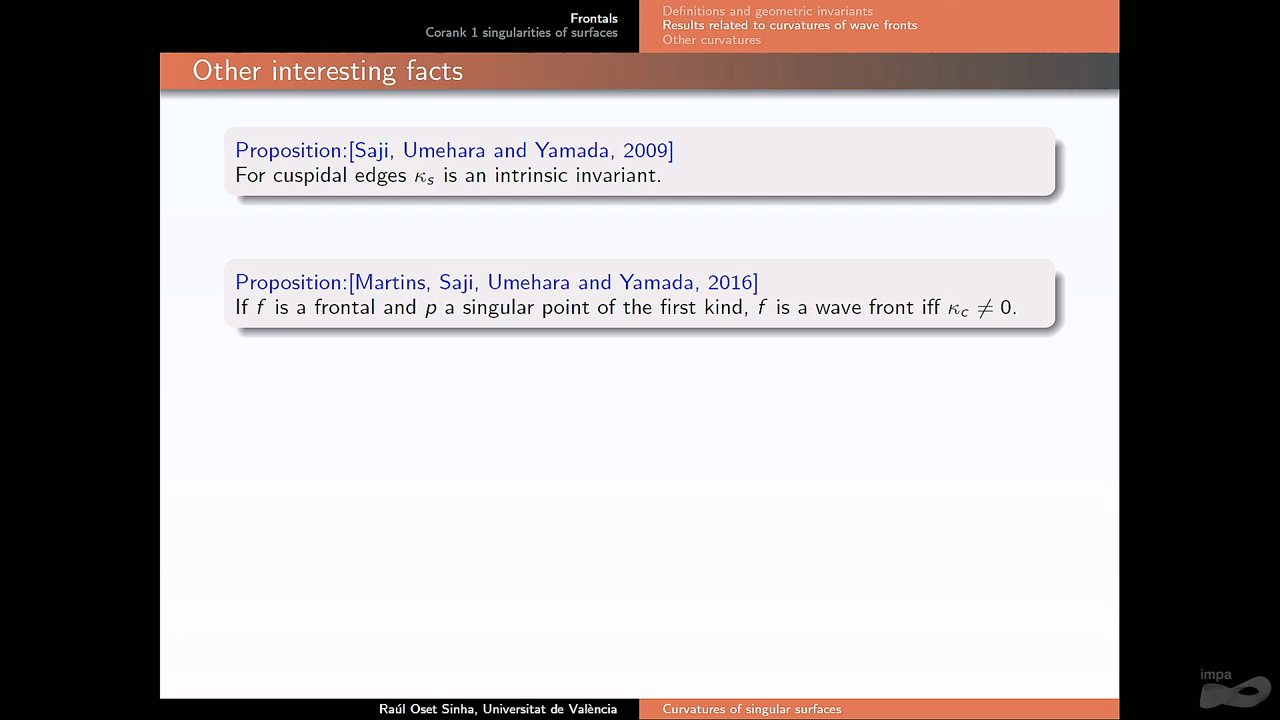 Frontals
Corank 1 singularities of surfaces
Definitions and geometric invariants
Results related to curvatures of wave fronts
Other curvatures
Other interesting facts
Proposition:[Saji, Umehara and Yamada, 2009]
For cuspidal edges κₛ is an intrinsic invariant.
Proposition:[Martins, Saji, Umehara and Yamada, 2016]
If f is a frontal and p a singular point of the first kind, f is a wave front iff κ_c ≠ 0.
impa
Raúl Oset Sinha, Universitat de València
Curvatures of singular surfaces